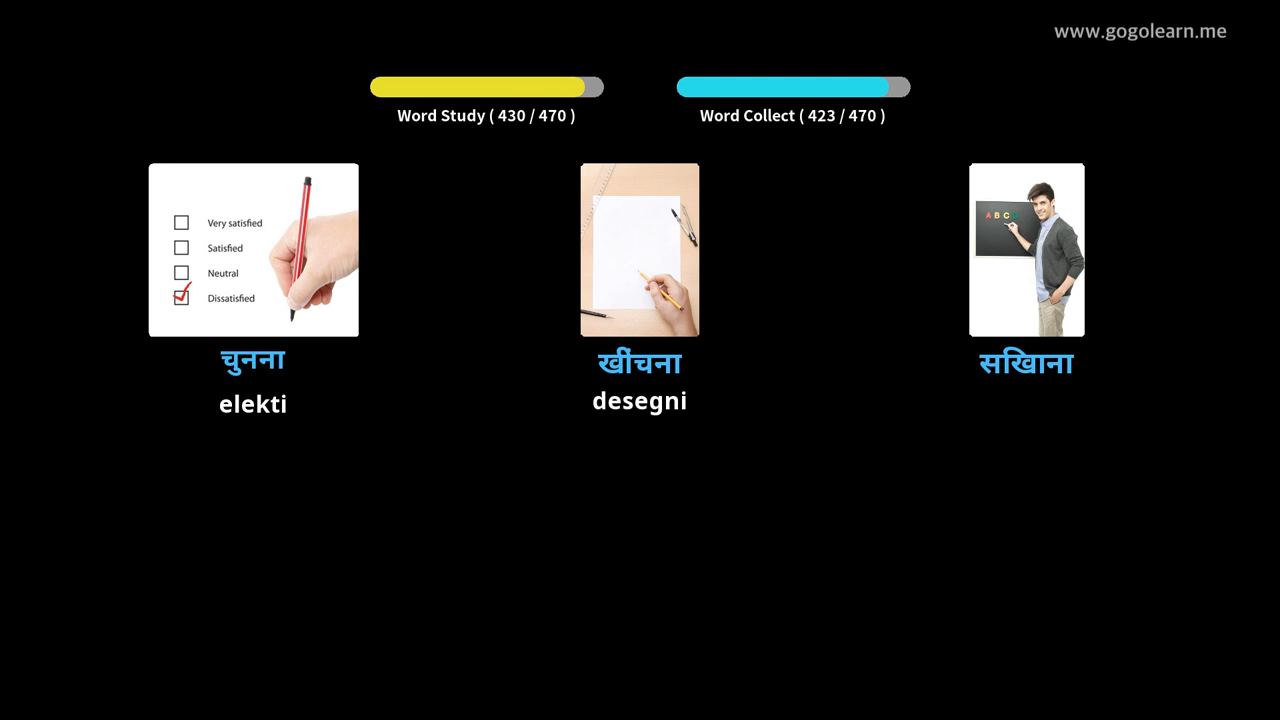 www.gogolearn.me
Word Study ( 430 / 470 )
Word Collect ( 423 / 470 )
Very satisfied
Satisfied
Neutral
Dissatisfied
A B C D
चुनना
खींचना
सखिाना
elekti
desegni